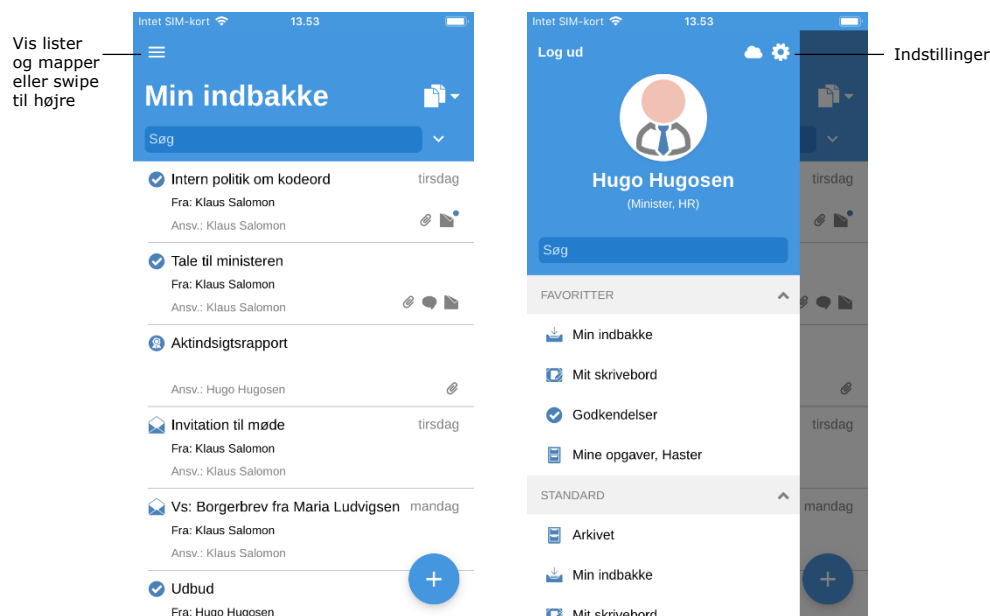 Vis lister
og mapper
eller swipe
til højre
Intet SIM-kort 13.53
Min indbakke
Søg
Intern politik om kodeord tirsdag
Fra: Klaus Salomon
Ansv.: Klaus Salomon
Tale til ministeren
Fra: Klaus Salomon
Ansv.: Klaus Salomon
Aktindsigtsrapport
Ansv.: Hugo Hugosen
Invitation til møde tirsdag
Fra: Klaus Salomon
Ansv.: Klaus Salomon
Vs: Borgerbrev fra Maria Ludvigsen mandag
Fra: Klaus Salomon
Ansv.: Klaus Salomon
Udbud
Fra: Hugo Hugosen
Intet SIM-kort 13.53
Log ud
Indstillinger
Hugo Hugosen
(Minister, HR)
Søg
FAVORITTER
Min indbakke
Mit skrivebord
Godkendelser
Mine opgaver, Haster
STANDARD
Arkivet
Min indbakke
Mit skrivebord
tirsdag
tirsdag
mandag